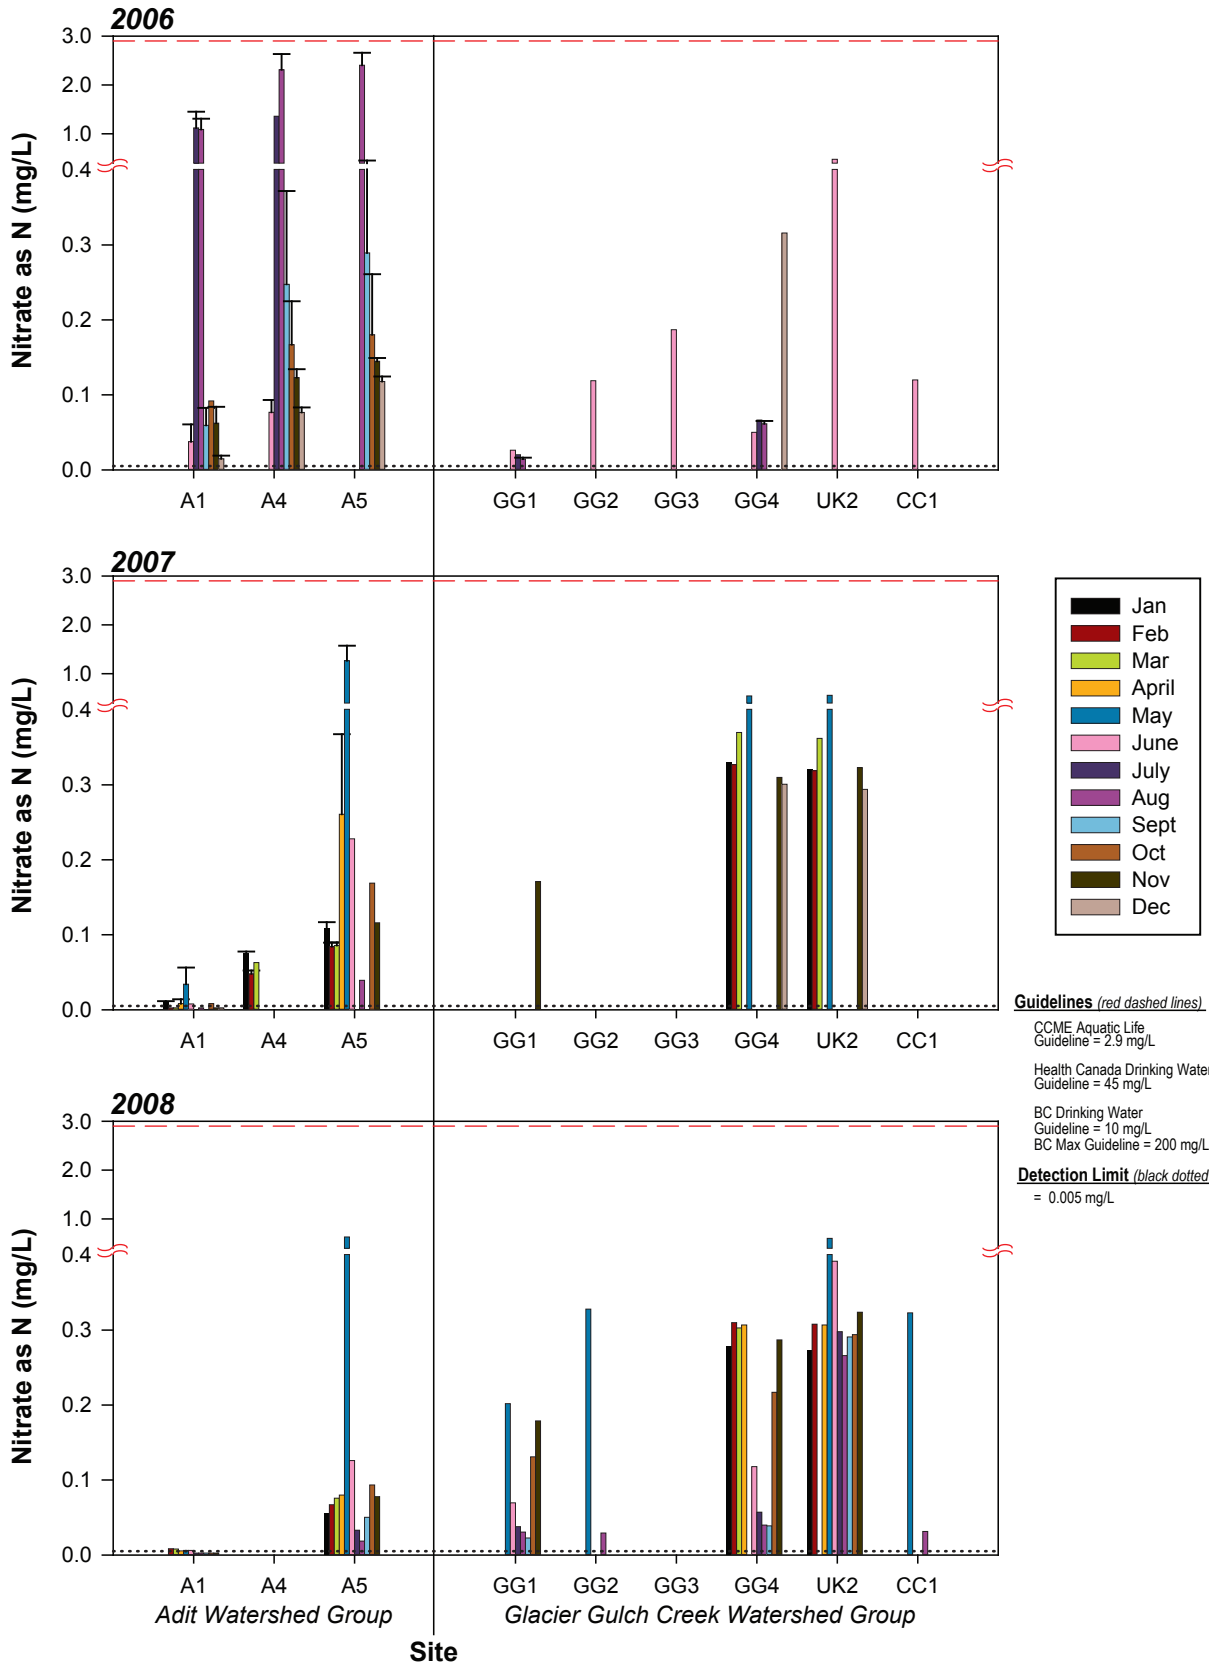 2006
3.0
2.0
1.0
0.4
0.3
0.2
0.1
0.0
Nitrate as N (mg/L)
A1 A4 A5 GG1 GG2 GG3 GG4 UK2 CC1
2007
3.0
2.0
1.0
0.4
0.3
0.2
0.1
0.0
Nitrate as N (mg/L)
A1 A4 A5 GG1 GG2 GG3 GG4 UK2 CC1
Jan
Feb
Mar
April
May
June
July
Aug
Sept
Oct
Nov
Dec
Guidelines (red dashed lines)
CCME Aquatic Life
Guideline = 2.9 mg/L
Health Canada Drinking Water
Guideline = 45 mg/L
BC Drinking Water
Guideline = 10 mg/L
BC Max Guideline = 200 mg/L
Detection Limit (black dotted
= 0.005 mg/L
2008
3.0
2.0
1.0
0.4
0.3
0.2
0.1
0.0
Nitrate as N (mg/L)
A1 A4 A5 GG1 GG2 GG3 GG4 UK2 CC1
Adit Watershed Group Glacier Gulch Creek Watershed Group
Site